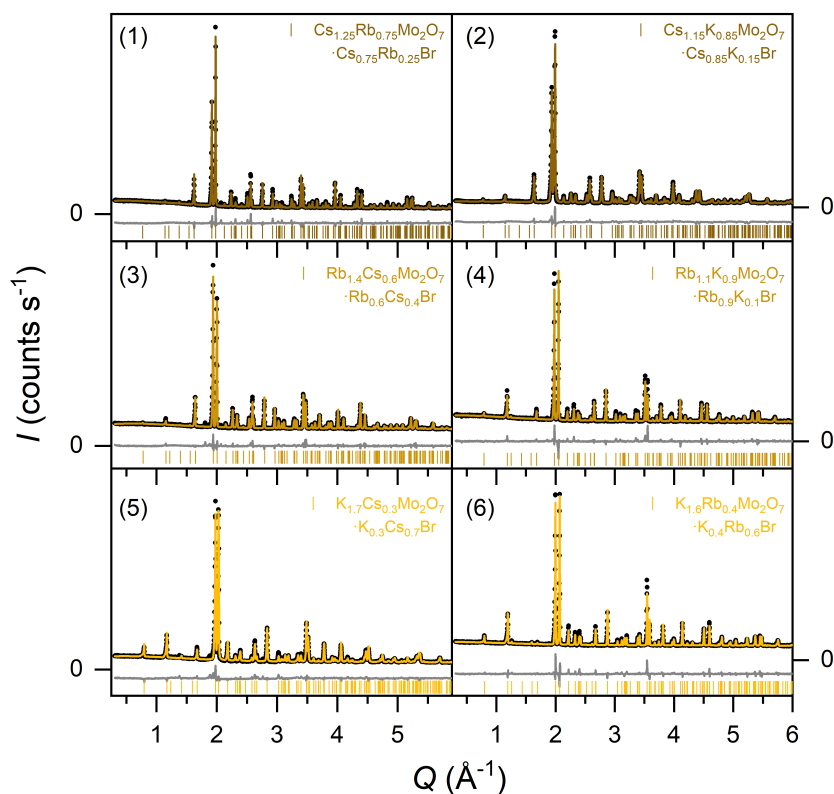 (1) | Cs1.25Rb0.75Mo2O7
·Cs0.75Rb0.25Br
(2) | Cs1.15K0.85Mo2O7
·Cs0.85K0.15Br
0
0
(3) | Rb1.4Cs0.6Mo2O7
·Rb0.6Cs0.4Br
(4) | Rb1.1K0.9Mo2O7
·Rb0.9K0.1Br
I (counts s-1)
0
0
(5) | K1.7Cs0.3Mo2O7
·K0.3Cs0.7Br
(6) | K1.6Rb0.4Mo2O7
·K0.4Rb0.6Br
0
0
1 2 3 4 5 1 2 3 4 5 6
Q (Å-1)